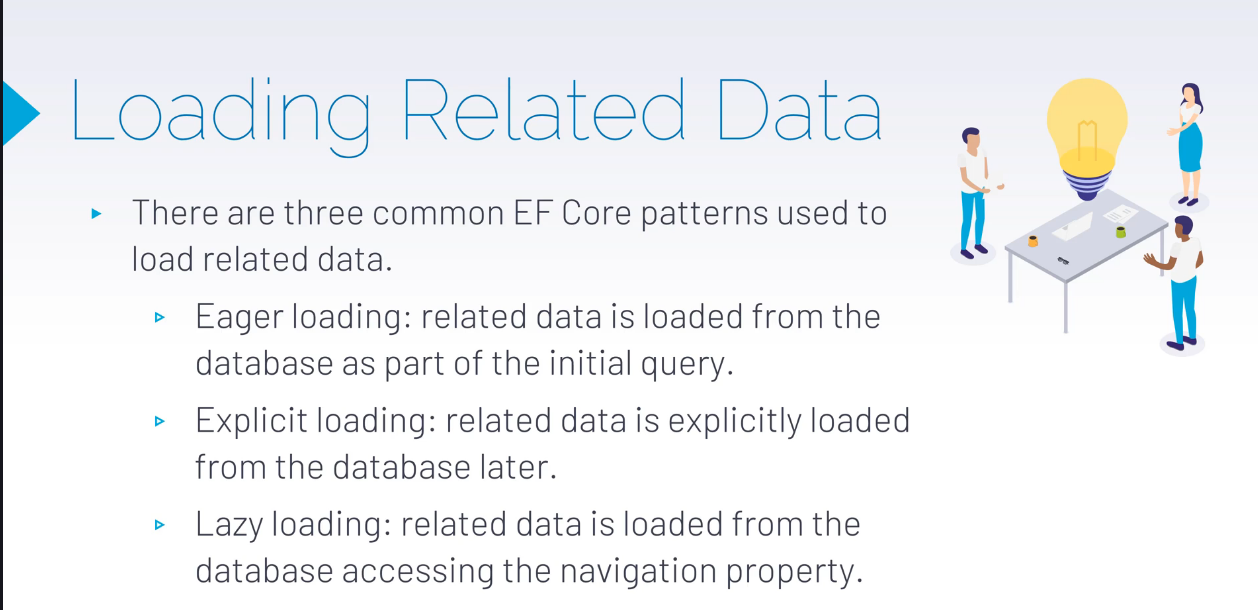 Loading Related Data
There are three common EF Core patterns used to
load related data.
Eager loading: related data is loaded from the
database as part of the initial query.
Explicit loading: related data is explicitly loaded
from the database later.
Lazy loading: related data is loaded from the
database accessing the navigation property.